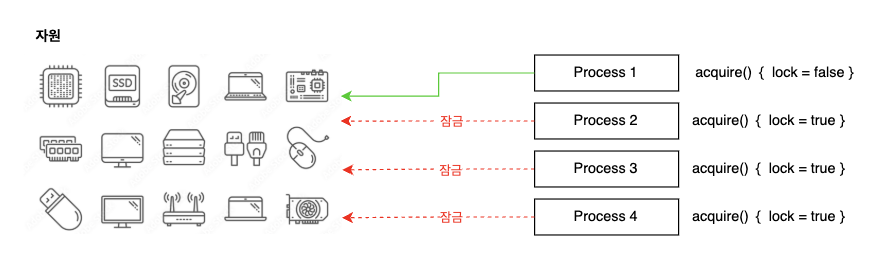 자원
SSD
Process 1
acquire() { lock = false }
잠금
Process 2
acquire() { lock = true }
잠금
Process 3
acquire() { lock = true }
잠금
Process 4
acquire() { lock = true }